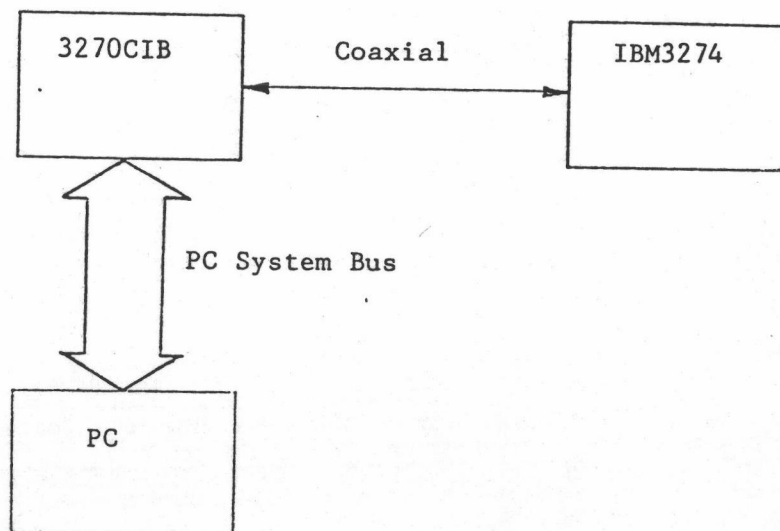 3270CIB
Coaxial
IBM3274
PC System Bus
PC